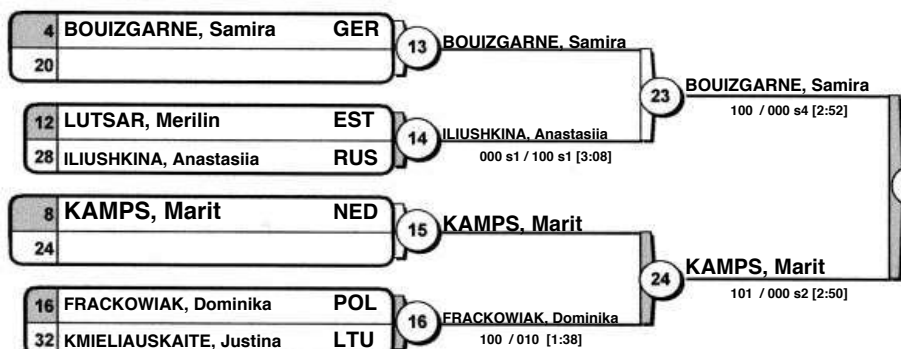 4 BOUIZGARNE, Samira GER
20
13
BOUIZGARNE, Samira
12 LUTSAR, Merilin EST
28 ILIUSHKINA, Anastasiia RUS
14
ILIUSHKINA, Anastasiia
000 s1 / 100 s1 [3:08]
23
BOUIZGARNE, Samira
100 / 000 s4 [2:52]
8 KAMPS, Marit NED
24
15
KAMPS, Marit
16 FRACKOWIAK, Dominika POL
32 KMIELIAUSKAITE, Justina LTU
16
FRACKOWIAK, Dominika
100 / 010 [1:38]
24
KAMPS, Marit
101 / 000 s2 [2:50]